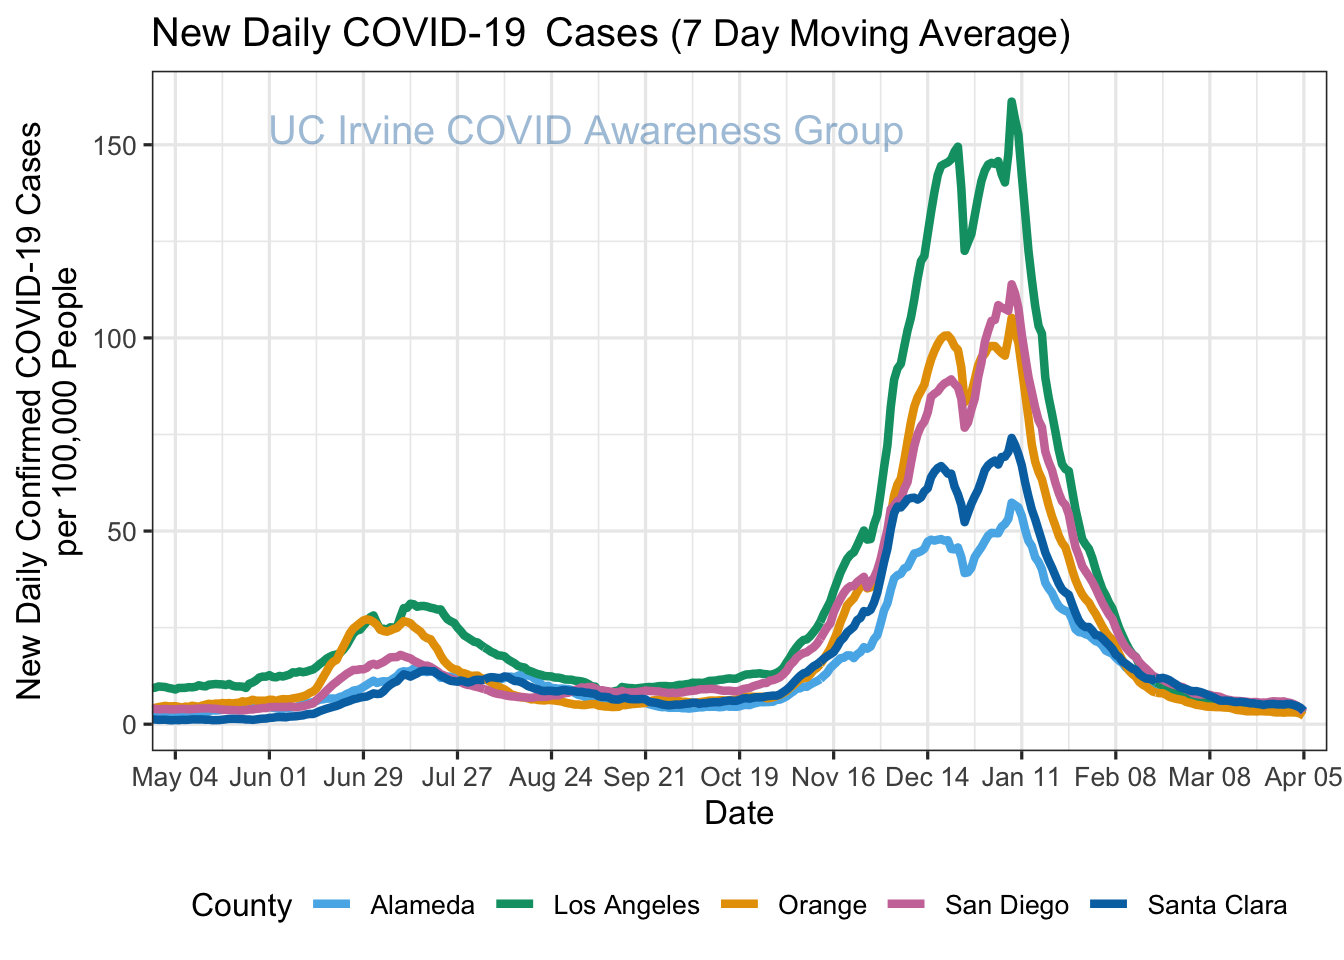 New Daily COVID-19  Cases (7 Day Moving Average)
UC Irvine COVID Awareness Group
New Daily Confirmed COVID-19 Cases
per 100,000 People
150
100
50
0
May 04 Jun 01 Jun 29 Jul 27 Aug 24 Sep 21 Oct 19 Nov 16 Dec 14 Jan 11 Feb 08 Mar 08 Apr 05
Date
County Alameda Los Angeles Orange San Diego Santa Clara